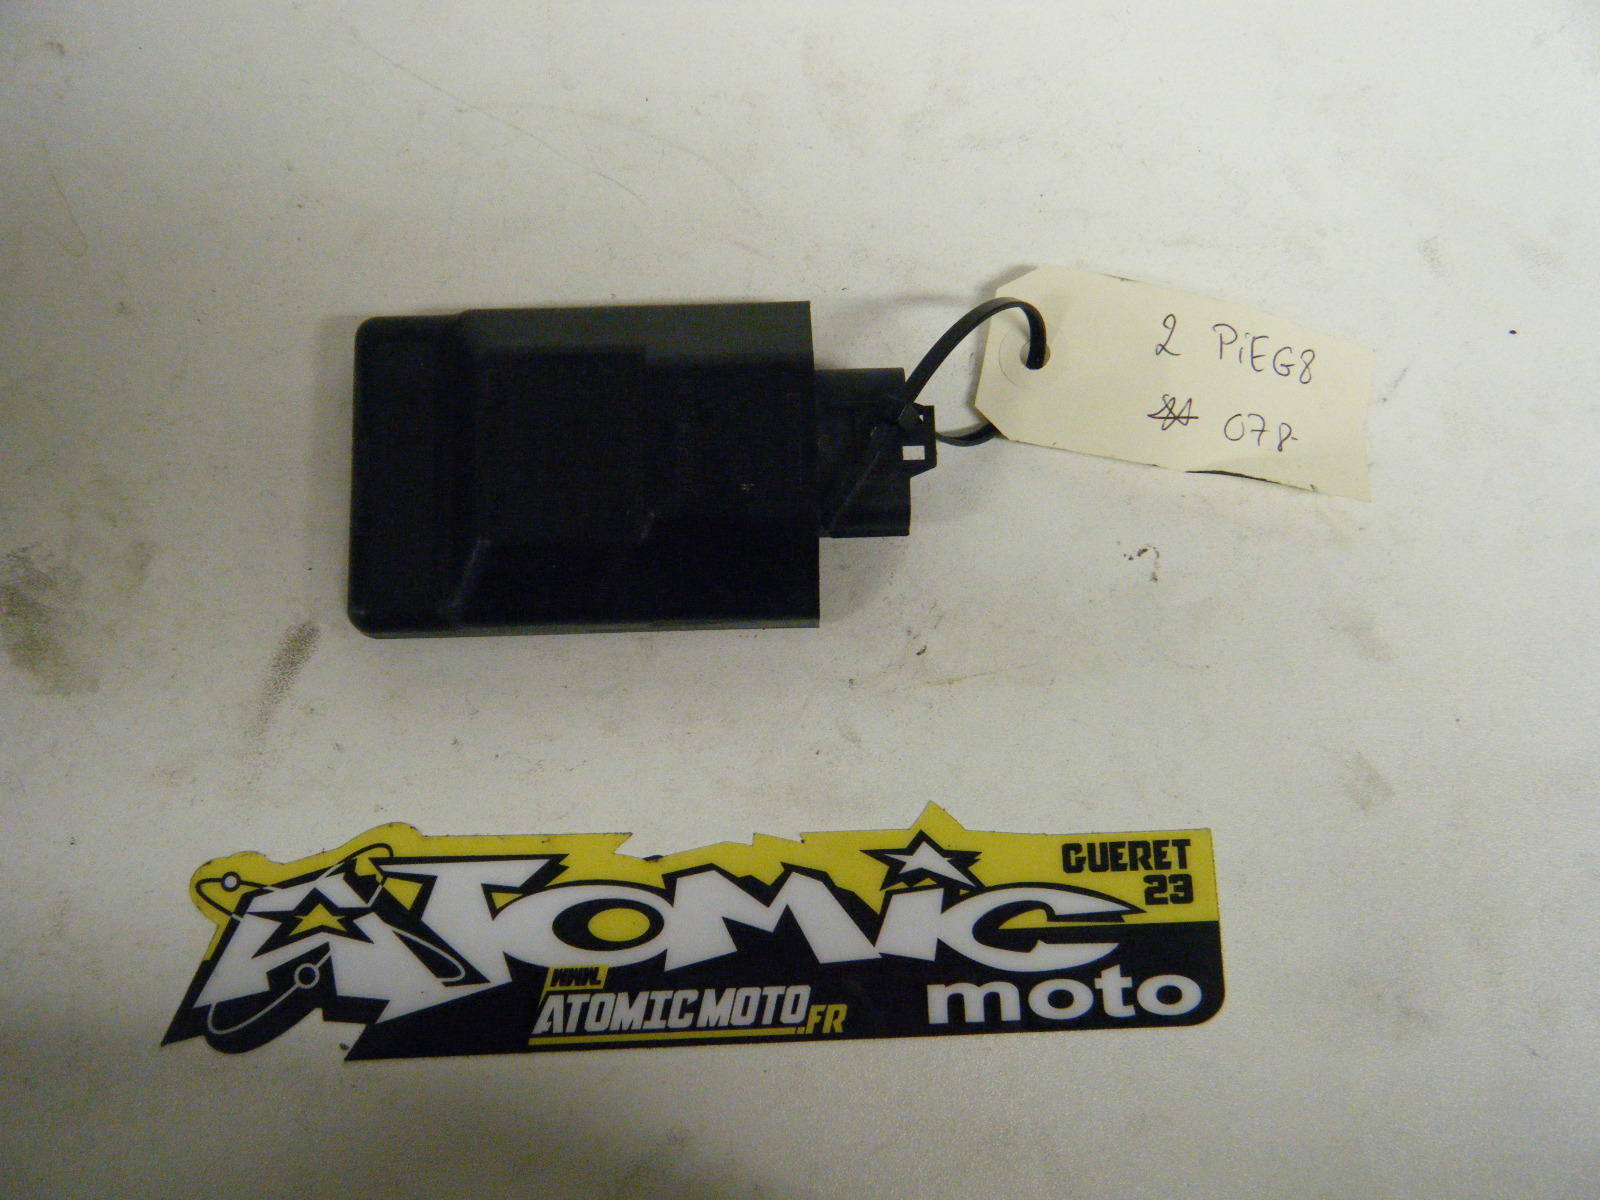 2 PiEG8
078-
ATOMiC
GUERET
23
WWW.
ATOMICMOTO.FR
moto